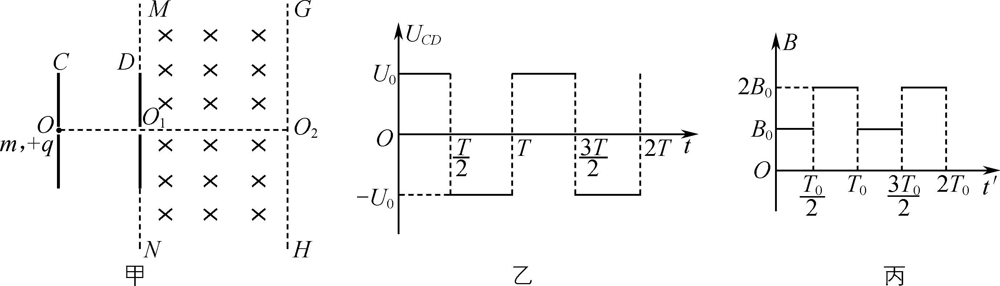 M
G
C
D
O
O₁
O₂
m,+q
N
H
甲
U_CD
U₀
O
T/2
T
3T/2
2T
t
−U₀
乙
B
2B₀
B₀
O
T₀/2
T₀
3T₀/2
2T₀
t′
丙